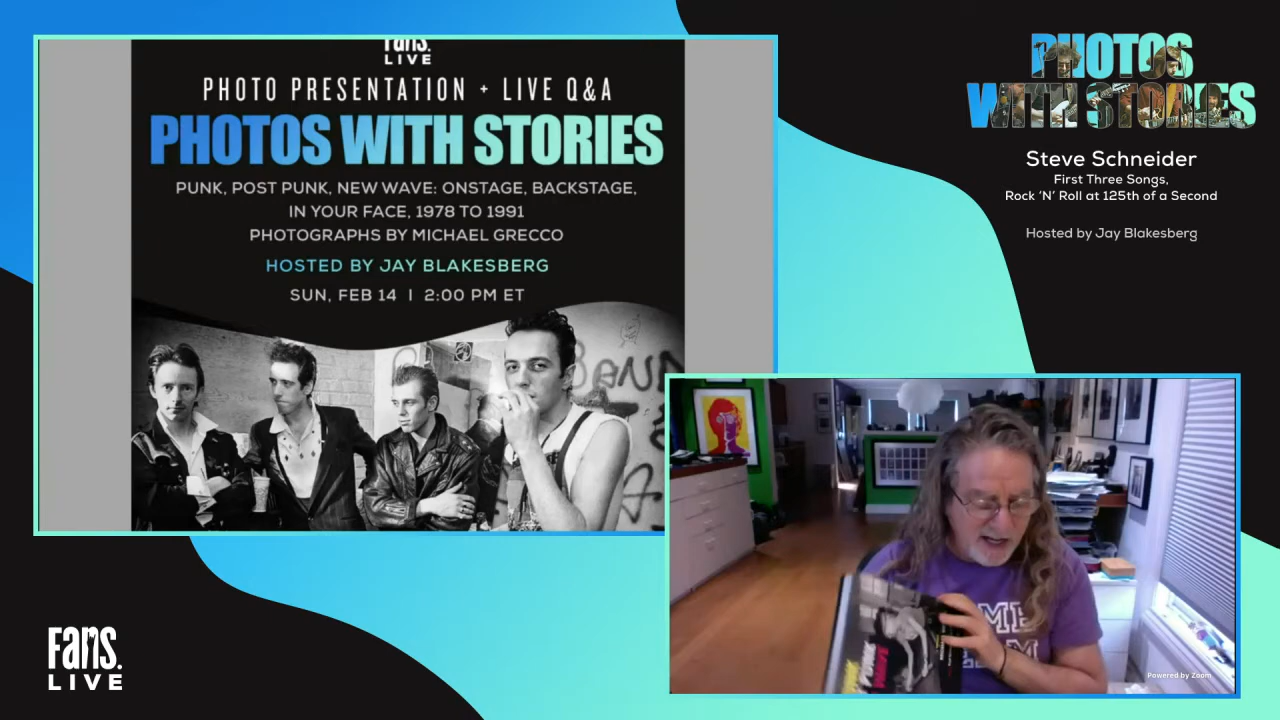 Fans.
LIVE
PHOTO PRESENTATION + LIVE Q&A
PHOTOS WITH STORIES
PUNK, POST PUNK, NEW WAVE: ONSTAGE, BACKSTAGE,
IN YOUR FACE, 1978 TO 1991
PHOTOGRAPHS BY MICHAEL GRECCO
HOSTED BY JAY BLAKESBERG
SUN, FEB 14 | 2:00 PM ET
PHOTOS
WITH STORIES
Steve Schneider
First Three Songs,
Rock ‘N’ Roll at 125th of a Second
Hosted by Jay Blakesberg
Powered by Zoom
Fans.
LIVE